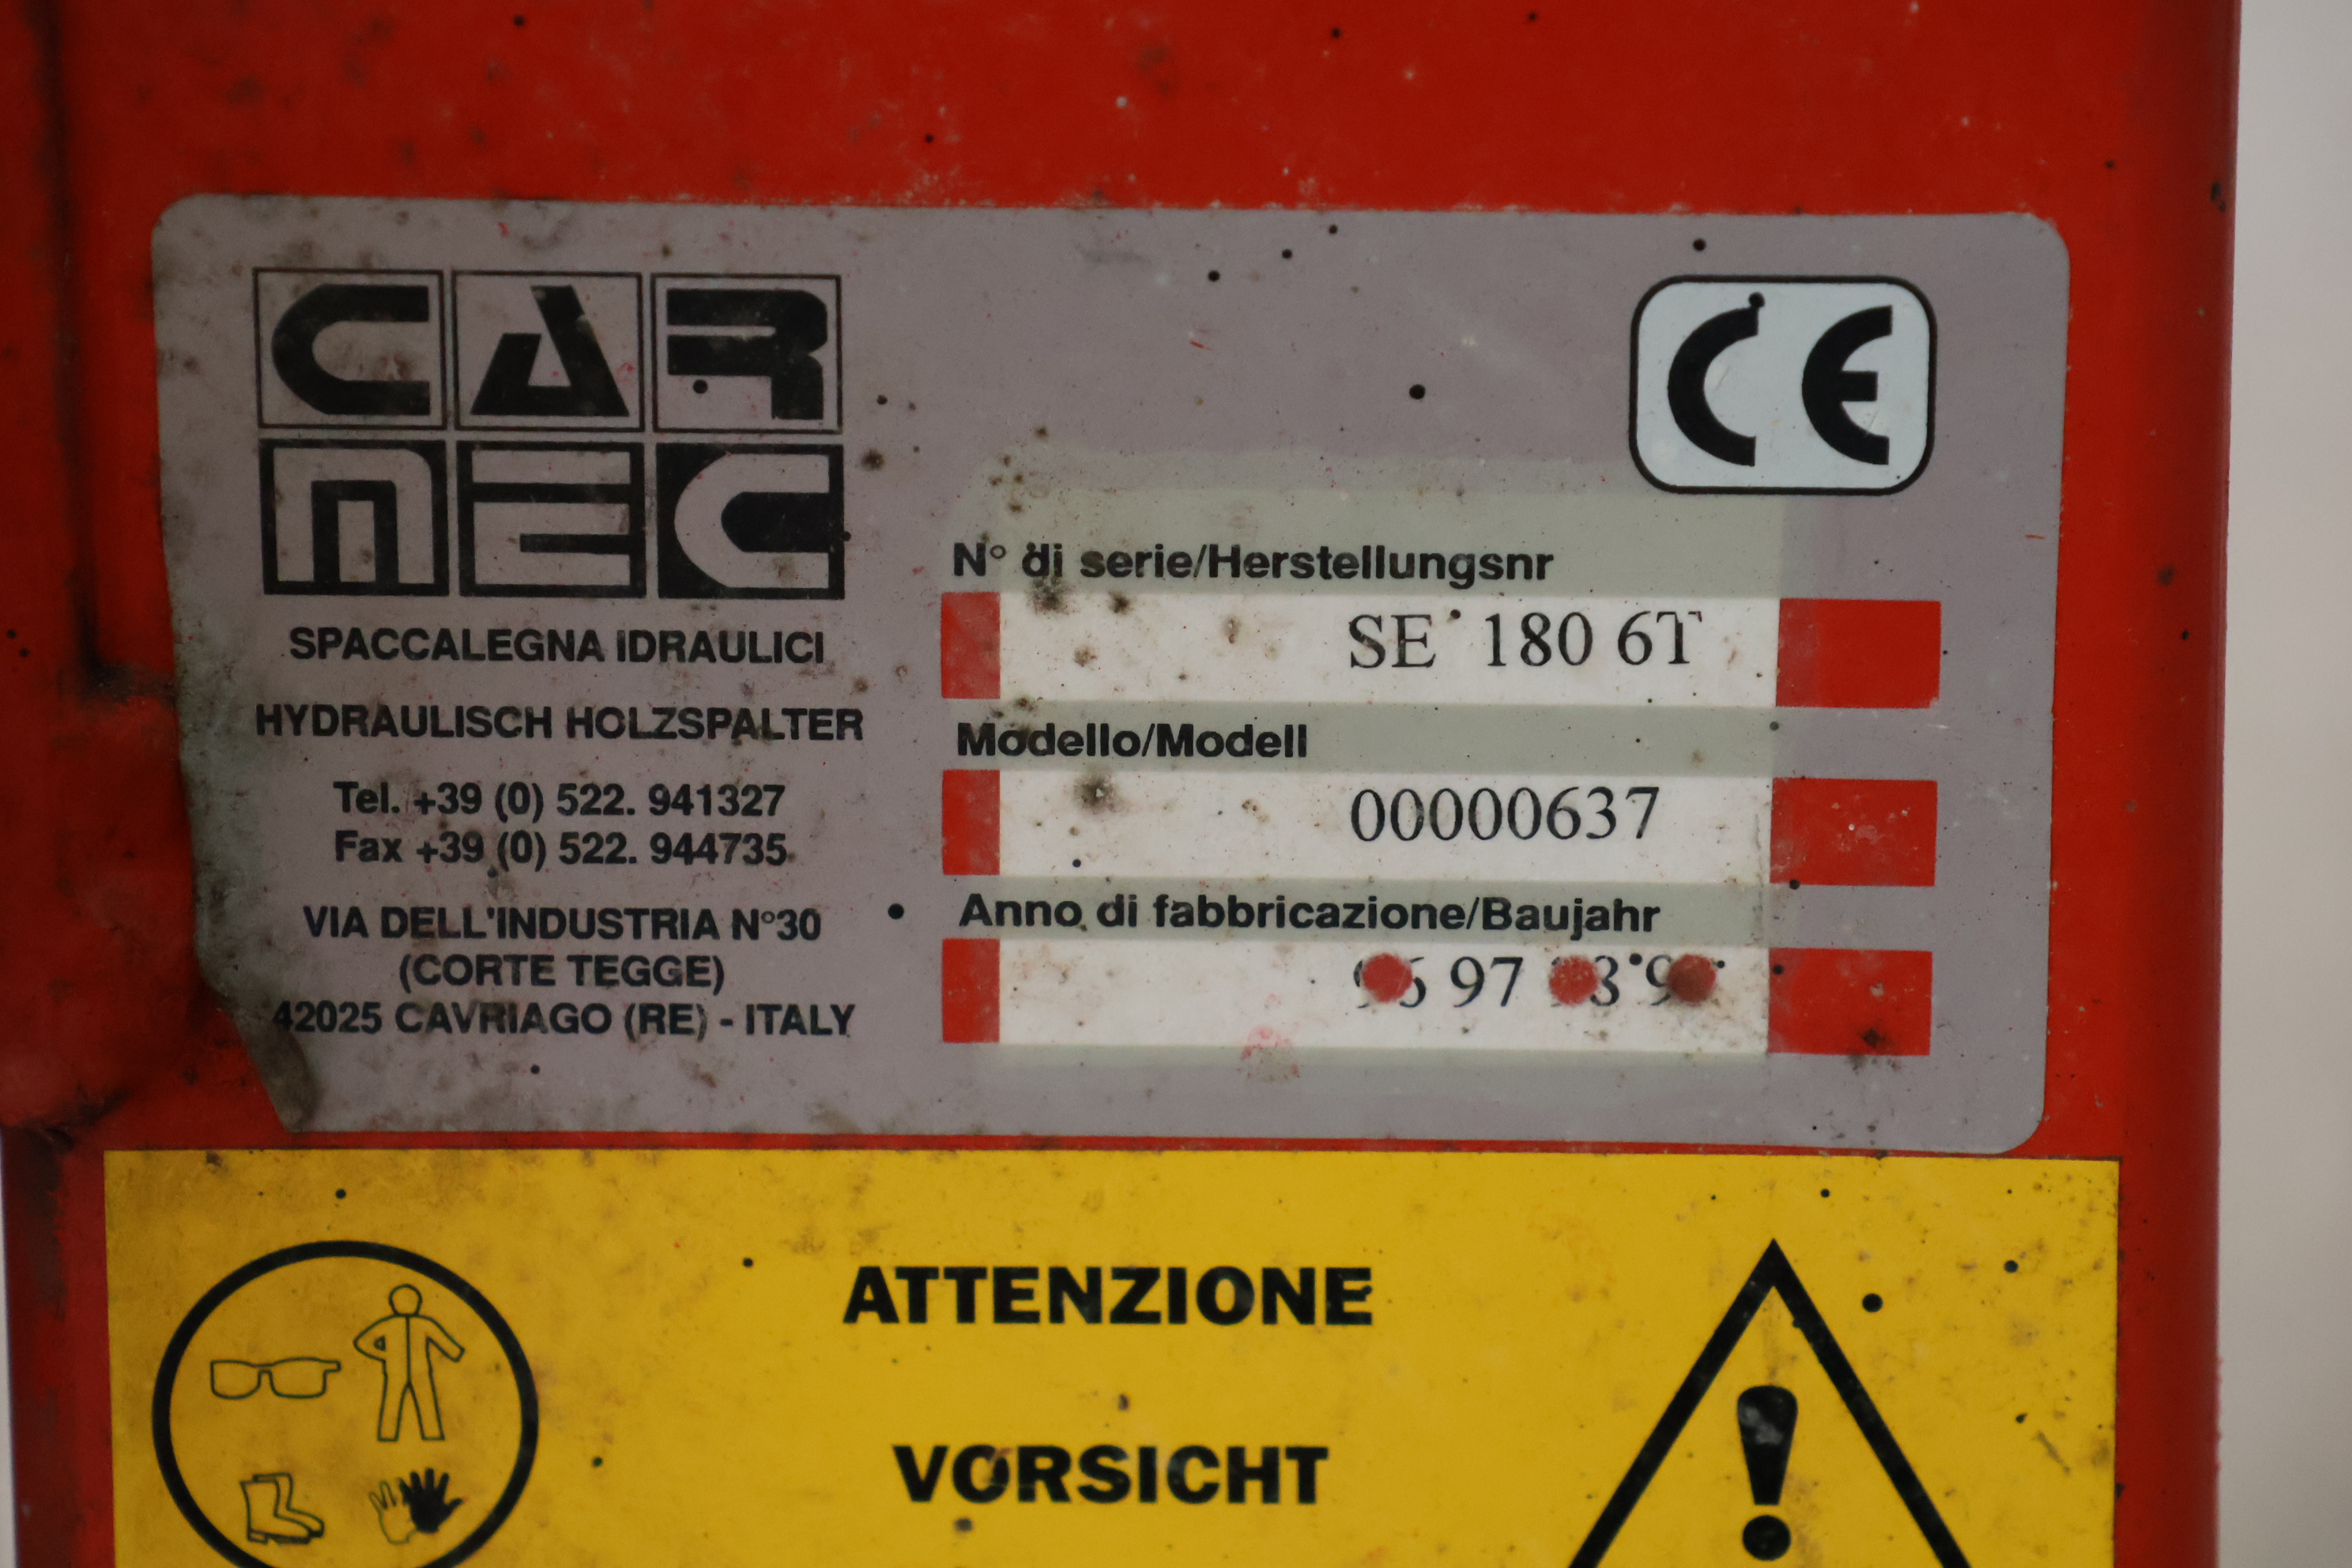 CAR
MEC
SPACCALEGNA IDRAULICI
HYDRAULISCH HOLZSPALTER
Tel. +39 (0) 522. 941327
Fax +39 (0) 522. 944735
VIA DELL'INDUSTRIA N°30
(CORTE TEGGE)
42025 CAVRIAGO (RE) - ITALY
CE
N° di serie/Herstellungsnr
SE 180 6T
Modello/Modell
00000637
Anno di fabbricazione/Baujahr
97
ATTENZIONE
VORSICHT